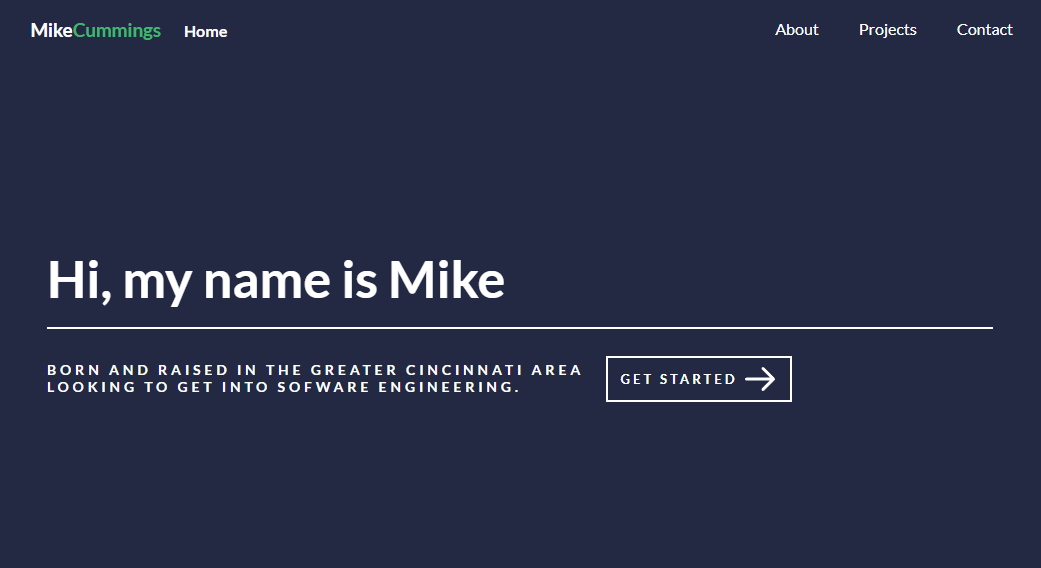 MikeCummings Home About Projects Contact
Hi, my name is Mike
BORN AND RAISED IN THE GREATER CINCINNATI AREA
LOOKING TO GET INTO SOFWARE ENGINEERING.
GET STARTED